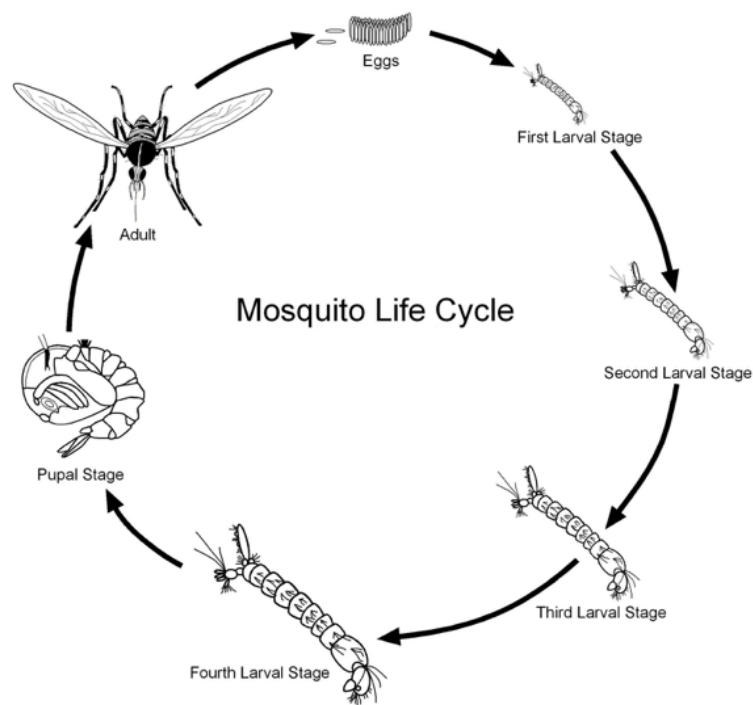 Eggs
First Larval Stage
Adult
Mosquito Life Cycle
Second Larval Stage
Pupal Stage
Third Larval Stage
Fourth Larval Stage